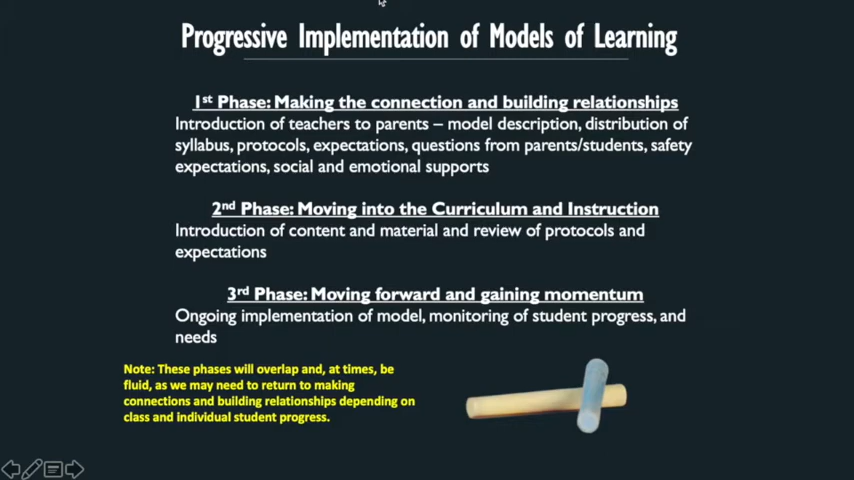 Progressive Implementation of Models of Learning
1st Phase: Making the connection and building relationships
Introduction of teachers to parents – model description, distribution of
syllabus, protocols, expectations, questions from parents/students, safety
expectations, social and emotional supports
2nd Phase: Moving into the Curriculum and Instruction
Introduction of content and material and review of protocols and
expectations
3rd Phase: Moving forward and gaining momentum
Ongoing implementation of model, monitoring of student progress, and
needs
Note: These phases will overlap and, at times, be
fluid, as we may need to return to making
connections and building relationships depending on
class and individual student progress.